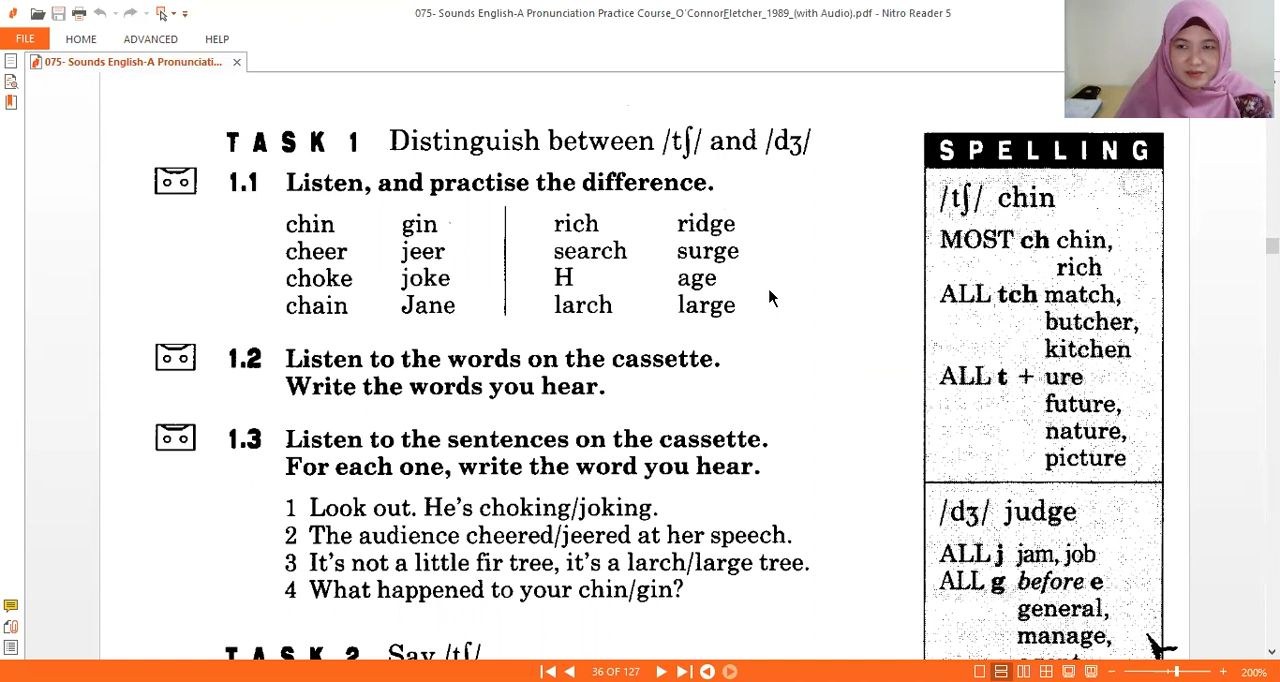 075- Sounds English-A Pronunciation Practice Course_O'ConnorFletcher_1989_(with Audio).pdf - Nitro Reader 5
FILE HOME ADVANCED HELP
075- Sounds English-A Pronunciati...
TASK 1 Distinguish between /tʃ/ and /dʒ/
1.1 Listen, and practise the difference.
chin gin rich ridge
cheer jeer search surge
choke joke H age
chain Jane larch large
1.2 Listen to the words on the cassette.
Write the words you hear.
1.3 Listen to the sentences on the cassette.
For each one, write the word you hear.
1 Look out. He's choking/joking.
2 The audience cheered/jeered at her speech.
3 It's not a little fir tree, it's a larch/large tree.
4 What happened to your chin/gin?
TASK 2 Say /tʃ/
SPELLING
/tʃ/ chin
MOST ch chin,
rich
ALL tch match,
butcher,
kitchen
ALL t + ure
future,
nature,
picture
/dʒ/ judge
ALL j jam, job
ALL g before e
general,
manage,
36 OF 127
200%